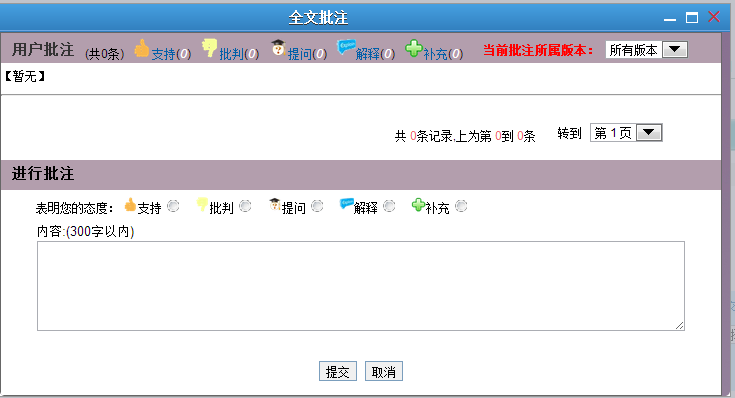 全文批注
用户批注 (共0条) 支持(0) 批判(0) 提问(0) 解释(0) 补充(0) 当前批注所属版本： 所有版本
【暂无】
共 0条记录,上为第 0到 0条 转到 第 1 页
进行批注
表明您的态度： 支持 批判 提问 解释 补充
内容:(300字以内)
提交 取消